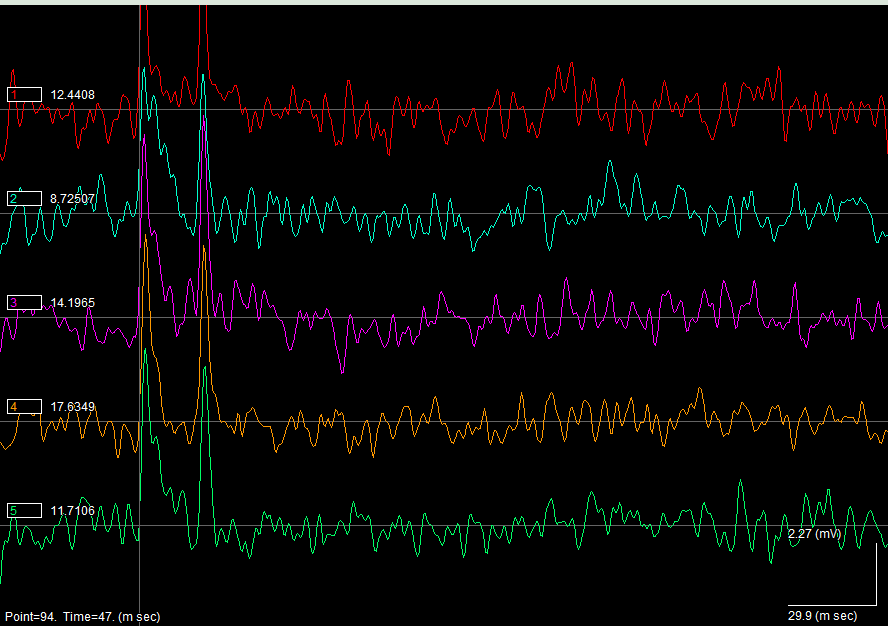 1 12.4408
2 8.72507
3 14.1965
4 17.6349
5 11.7106
2.27 (mV)
Point=94. Time=47. (m sec)
29.9 (m sec)